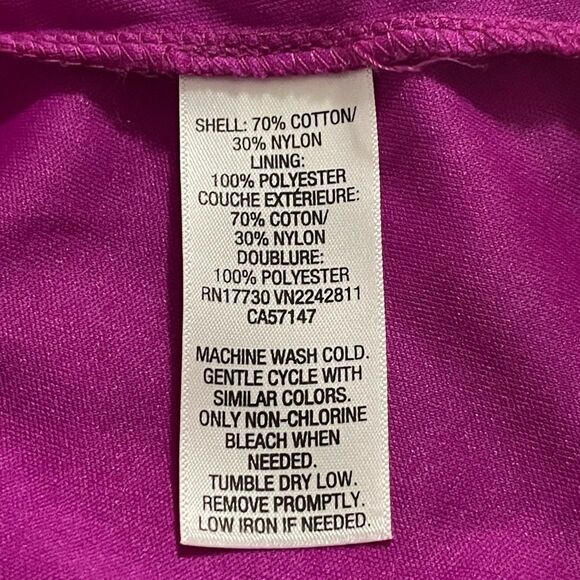 SHELL: 70% COTTON/
30% NYLON
LINING:
100% POLYESTER
COUCHE EXTÉRIEURE:
70% COTON/
30% NYLON
DOUBLURE:
100% POLYESTER
RN17730 VN2242811
CA57147
MACHINE WASH COLD.
GENTLE CYCLE WITH
SIMILAR COLORS.
ONLY NON-CHLORINE
BLEACH WHEN
NEEDED.
TUMBLE DRY LOW.
REMOVE PROMPTLY.
LOW IRON IF NEEDED.